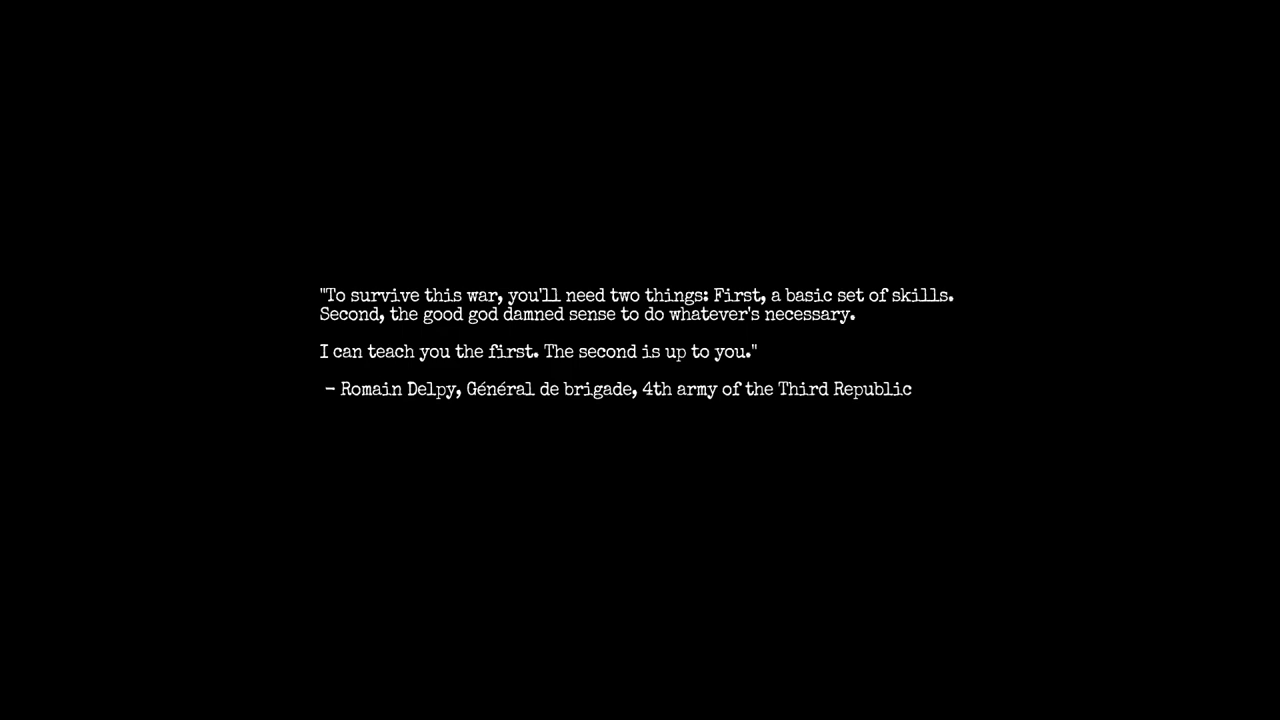 "To survive this war, you'll need two things: First, a basic set of skills.
Second, the good god damned sense to do whatever's necessary.
I can teach you the first. The second is up to you."
– Romain Delpy, Général de brigade, 4th army of the Third Republic